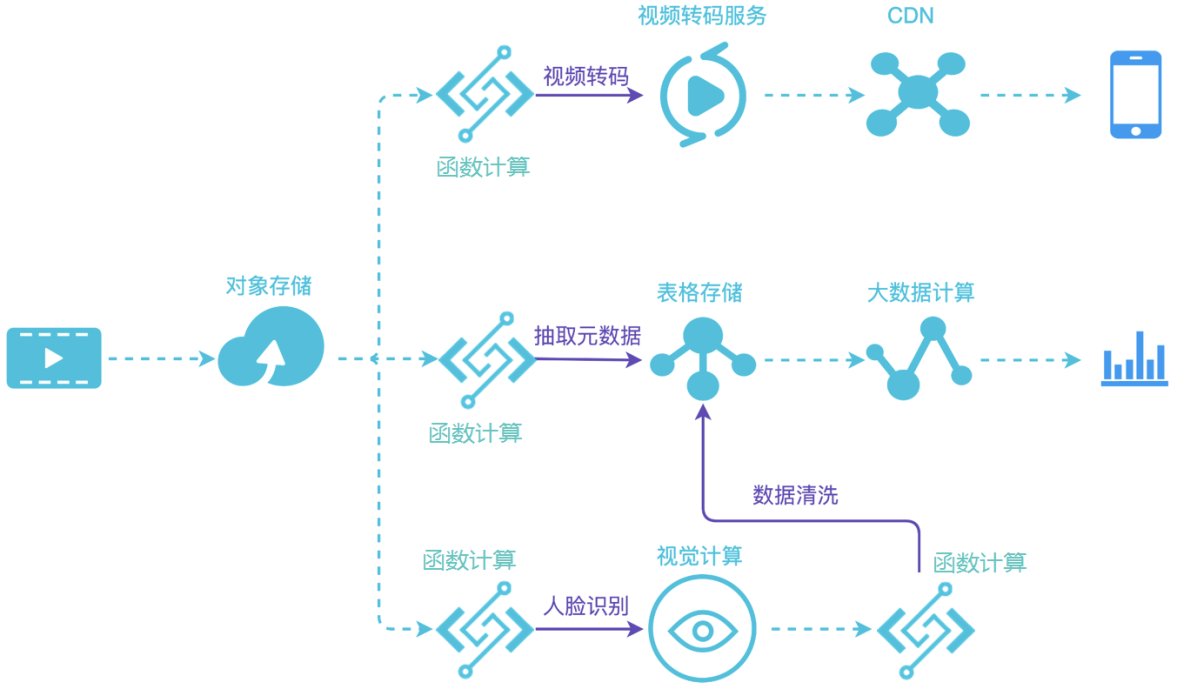 视频转码服务
CDN
视频转码
函数计算
对象存储
表格存储
大数据计算
抽取元数据
函数计算
数据清洗
函数计算
视觉计算
函数计算
人脸识别